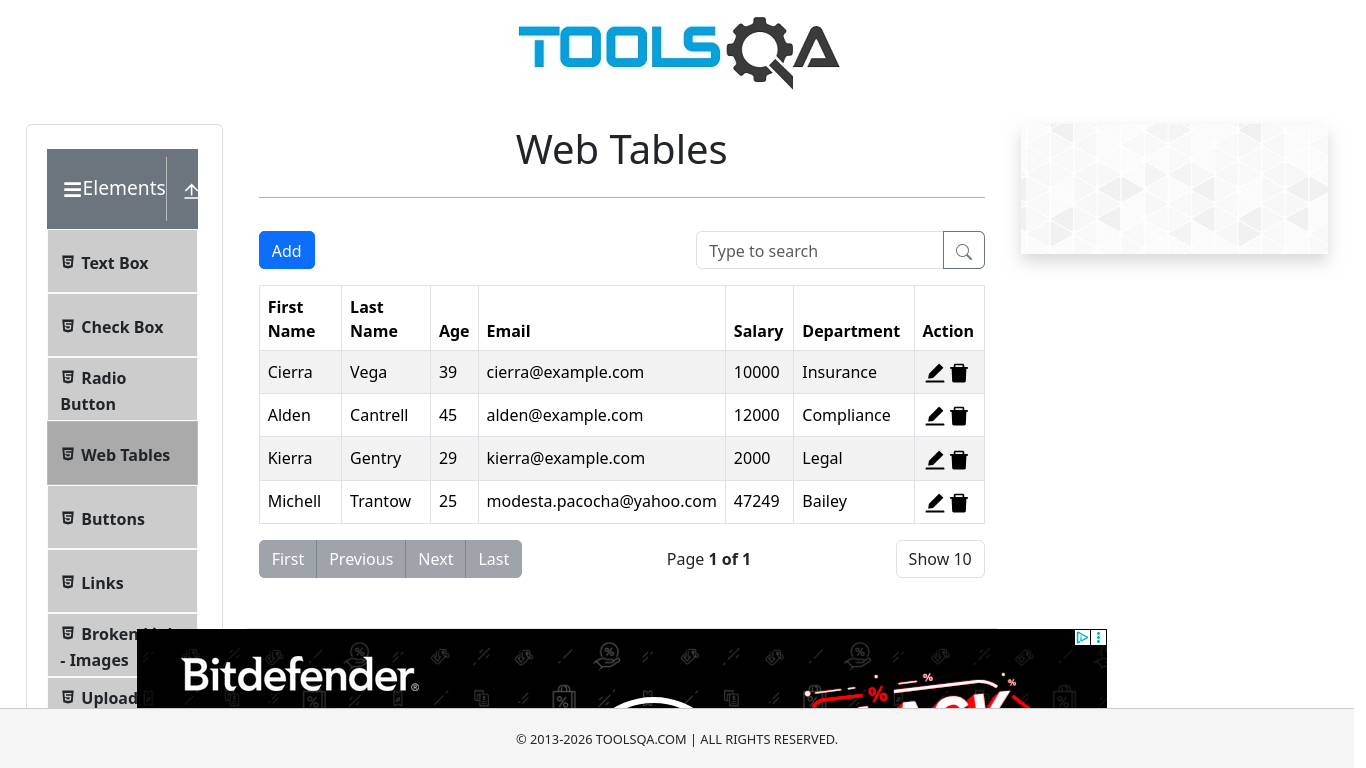 TOOLSQA
Web Tables
Elements
Text Box
Check Box
Radio
Button
Web Tables
Buttons
Links
- Images
Upload
Add
Type to search
First Name Last Name Age Email Salary Department Action
Cierra Vega 39 cierra@example.com 10000 Insurance
Alden Cantrell 45 alden@example.com 12000 Compliance
Kierra Gentry 29 kierra@example.com 2000 Legal
Michell Trantow 25 modesta.pacocha@yahoo.com 47249 Bailey
First Previous Next Last Page 1 of 1 Show 10
Bitdefender®
© 2013-2026 TOOLSQA.COM | ALL RIGHTS RESERVED.